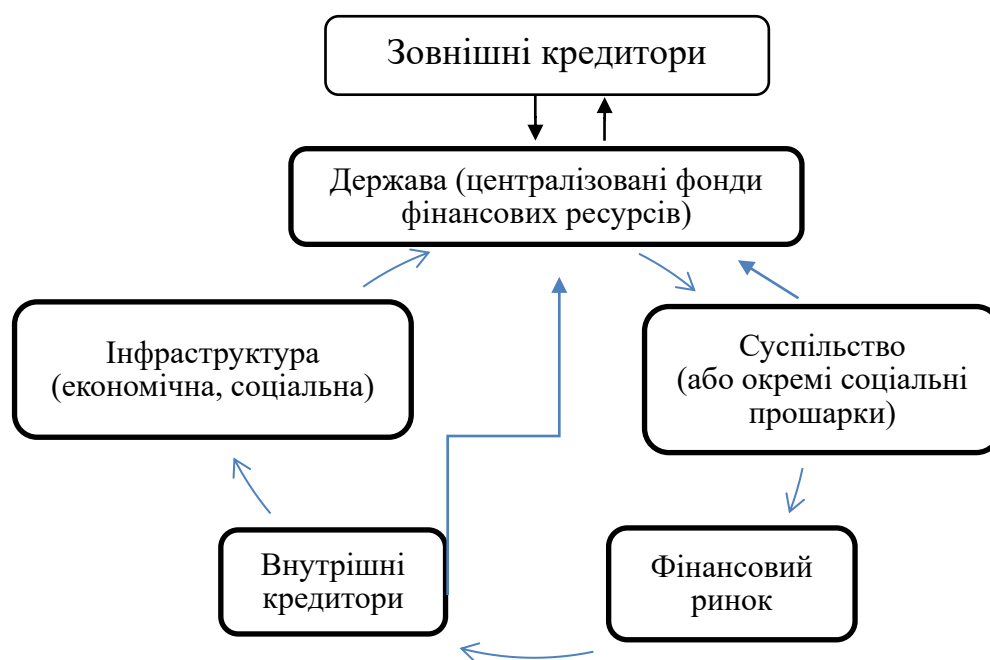 Зовнішні кредитори
Держава (централізовані фонди
фінансових ресурсів)
Інфраструктура
(економічна, соціальна)
Суспільство
(або окремі соціальні
прошарки)
Внутрішні
кредитори
Фінансовий
ринок